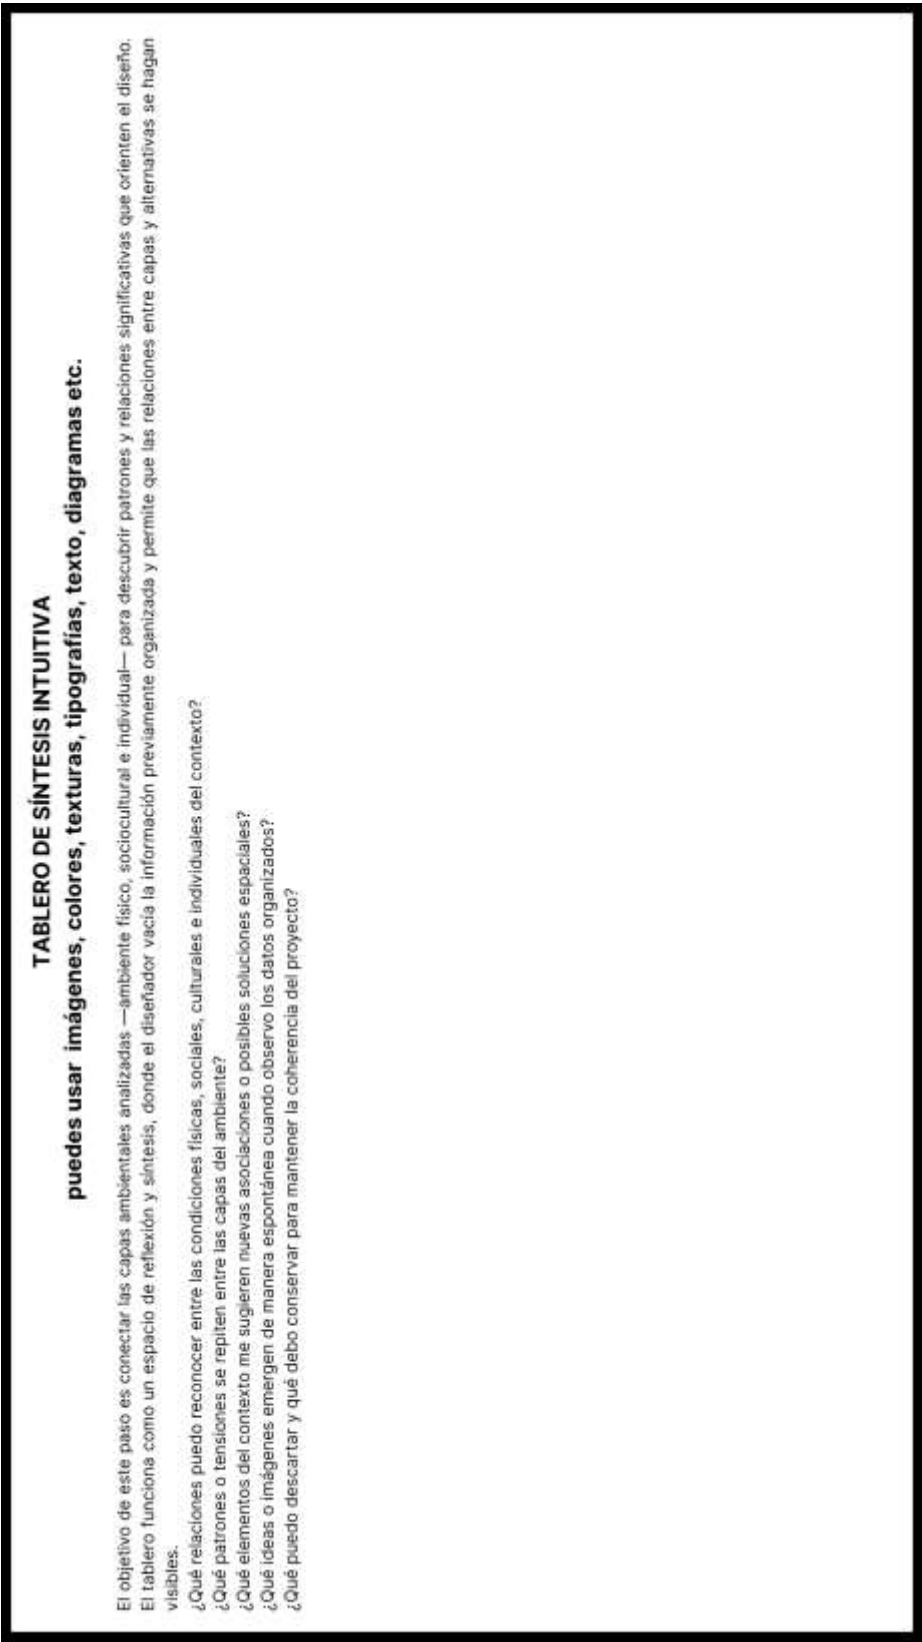 TABLERO DE SÍNTESIS INTUITIVA
puedes usar imágenes, colores, texturas, tipografías, texto, diagramas etc.
El objetivo de este paso es conectar las capas ambientales analizadas —ambiente físico, sociocultural e individual— para descubrir patrones y relaciones significativas que orienten el diseño.
El tablero funciona como un espacio de reflexión y síntesis, donde el diseñador vacía la información previamente organizada y permite que las relaciones entre capas y alternativas se hagan
visibles.
¿Qué relaciones puedo reconocer entre las condiciones físicas, sociales, culturales e individuales del contexto?
¿Qué patrones o tensiones se repiten entre las capas del ambiente?
¿Qué elementos del contexto me sugieren nuevas asociaciones o posibles soluciones espaciales?
¿Qué ideas o imágenes emergen de manera espontánea cuando observo los datos organizados?
¿Qué puedo descartar y qué debo conservar para mantener la coherencia del proyecto?